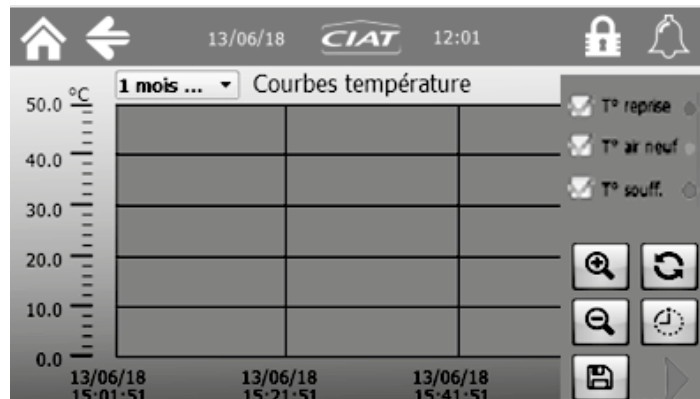 13/06/18 CIAT 12:01
1 mois ... Courbes température
°C
50.0
40.0
30.0
20.0
10.0
0.0
T° reprise
T° air neuf
T° souff.
13/06/18 13/06/18 13/06/18
15:01:51 15:21:51 15:41:51